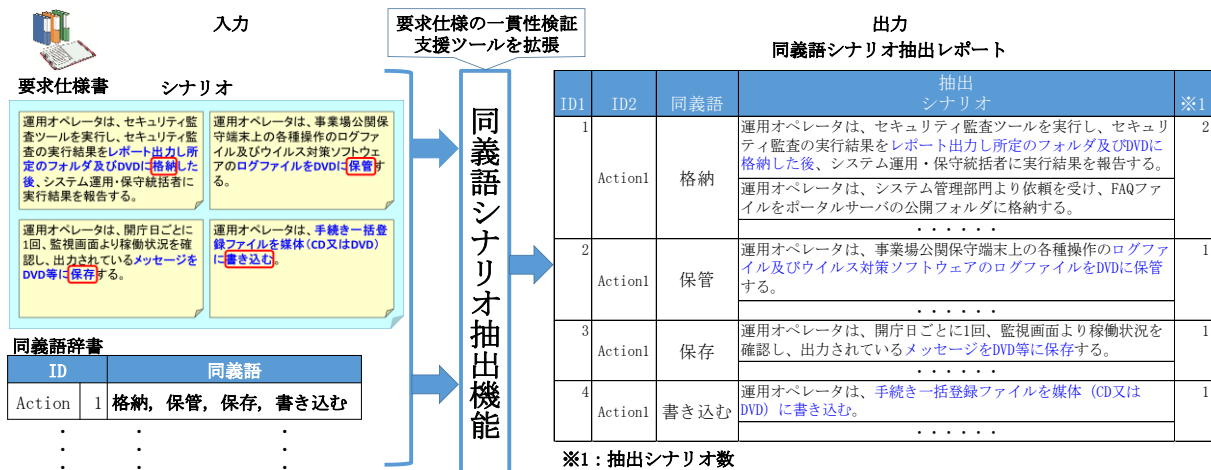 入力
要求仕様の一貫性検証
支援ツールを拡張
出力
同義語シナリオ抽出レポート
要求仕様書
シナリオ
運用オペレータは、セキュリティ監
査ツールを実行し、セキュリティ監
査の実行結果をレポート出力し所
定のフォルダ及びDVDに格納した
後、システム運用・保守統括者に
実行結果を報告する。
運用オペレータは、事業場公開保
守端末上の各種操作のログファ
イル及びウイルス対策ソフトウェ
アのログファイルをDVDに保管す
る。
運用オペレータは、開庁日ごとに
1回、監視画面より稼働状況を確
認し、出力されているメッセージを
DVD等に保存する。
運用オペレータは、手続き一括登
録ファイルを媒体(CD又はDVD)
に書き込む。
同義語辞書
ID 同義語
Action 1 格納, 保管, 保存, 書き込む
・ ・ ・
・ ・ ・
・ ・ ・
同義語シナリオ抽出機能
ID1 ID2 同義語 抽出
シナリオ ※1
1 Action1 格納 運用オペレータは、セキュリティ監査ツールを実行し、セキュリ 2
ティ監査の実行結果をレポート出力し所定のフォルダ及びDVDに
格納した後、システム運用・保守統括者に実行結果を報告する。
運用オペレータは、システム管理部門より依頼を受け、FAQファ
イルをポータルサーバの公開フォルダに格納する。
・・・・・・
2 Action1 保管 運用オペレータは、事業場公開保守端末上の各種操作のログファ 1
イル及びウイルス対策ソフトウェアのログファイルをDVDに保管
する。
・・・・・・
3 Action1 保存 運用オペレータは、開庁日ごとに1回、監視画面より稼働状況を 1
確認し、出力されているメッセージをDVD等に保存する。
・・・・・・
4 Action1 書き込む 運用オペレータは、手続き一括登録ファイルを媒体（CD又は 1
DVD）に書き込む。
・・・・・・
※1：抽出シナリオ数